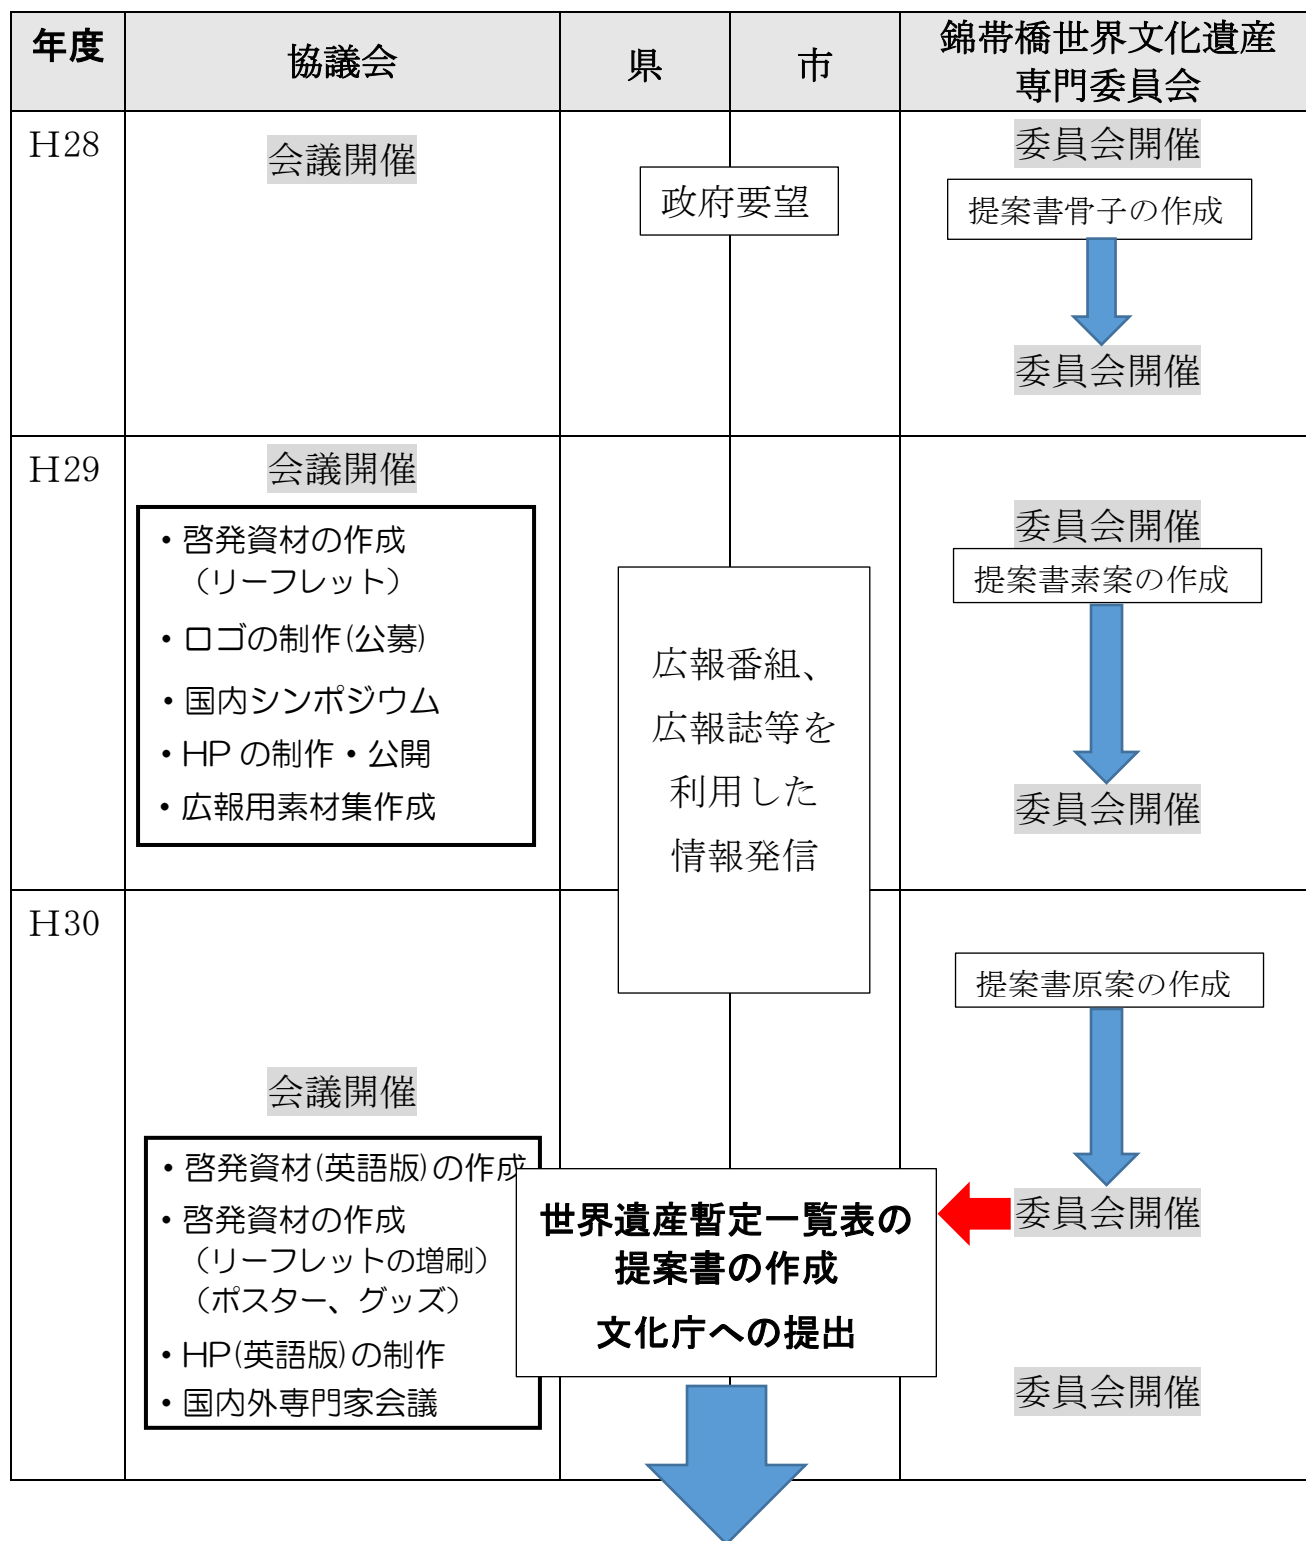 年度
協議会
県
市
錦帯橋世界文化遺産
専門委員会
H28
会議開催
政府要望
委員会開催
提案書骨子の作成
委員会開催
H29
会議開催
・啓発資材の作成
（リーフレット）
・ロゴの制作(公募)
・国内シンポジウム
・HP の制作・公開
・広報用素材集作成
広報番組、
広報誌等を
利用した
情報発信
委員会開催
提案書素案の作成
委員会開催
H30
会議開催
・啓発資材(英語版)の作成
・啓発資材の作成
（リーフレットの増刷）
（ポスター、グッズ）
・HP(英語版)の制作
・国内外専門家会議
世界遺産暫定一覧表の
提案書の作成
文化庁への提出
提案書原案の作成
委員会開催
委員会開催